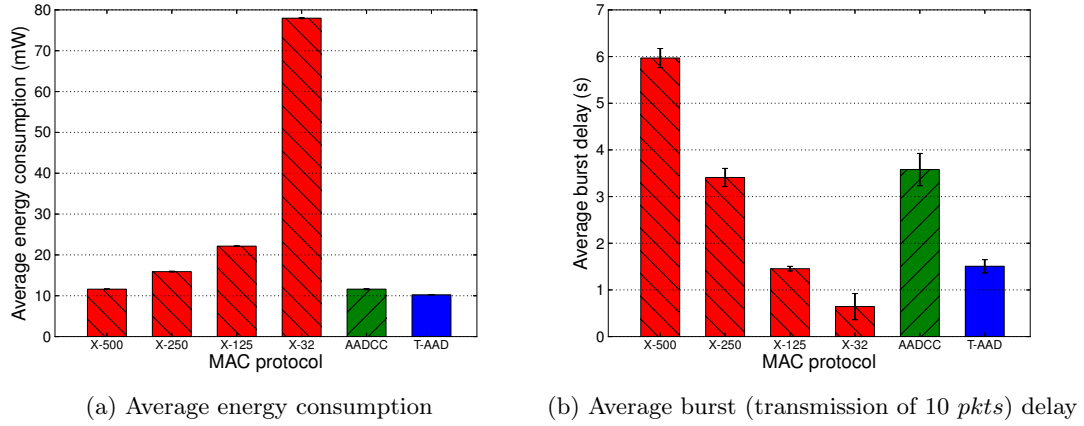 80
70
60
50
40
30
20
10
0
Average energy consumption (mW)
X-500 X-250 X-125 X-32 AADCC T-AAD
MAC protocol
(a) Average energy consumption
7
6
5
4
3
2
1
0
Average burst delay (s)
X-500 X-250 X-125 X-32 AADCC T-AAD
MAC protocol
(b) Average burst (transmission of 10 pkts) delay